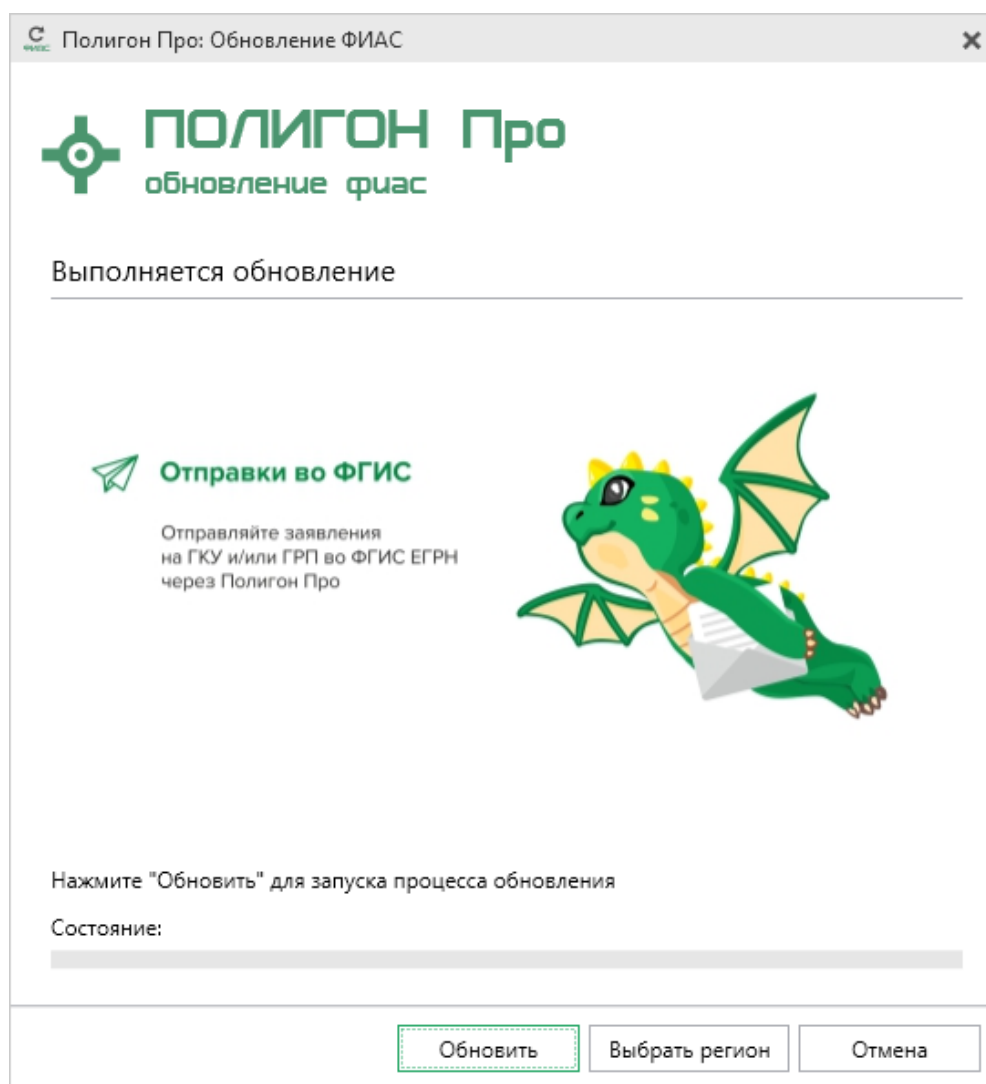 ФИАС
Полигон Про: Обновление ФИАС
ПОЛИГОН Про
обновление фиас
Выполняется обновление
Отправки во ФГИС
Отправляйте заявления
на ГКУ и/или ГРП во ФГИС ЕГРН
через Полигон Про
Нажмите "Обновить" для запуска процесса обновления
Состояние:
Обновить Выбрать регион Отмена